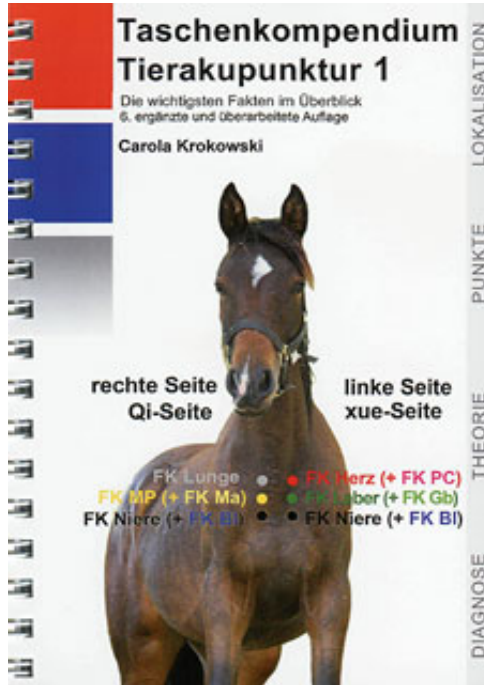 Taschenkompendium
Tierakupunktur 1
Die wichtigsten Fakten im Überblick
6. ergänzte und überarbeitete Auflage
Carola Krokowski
rechte Seite
Qi-Seite
linke Seite
xue-Seite
FK Lunge
FK Herz (+ FK PC)
FK MP (+ FK Ma)
FK Leber (+ FK Gb)
FK Niere (+ FK Bl)
FK Niere (+ FK Bl)
LOKALISATION
PUNKTE
THEORIE
DIAGNOSE